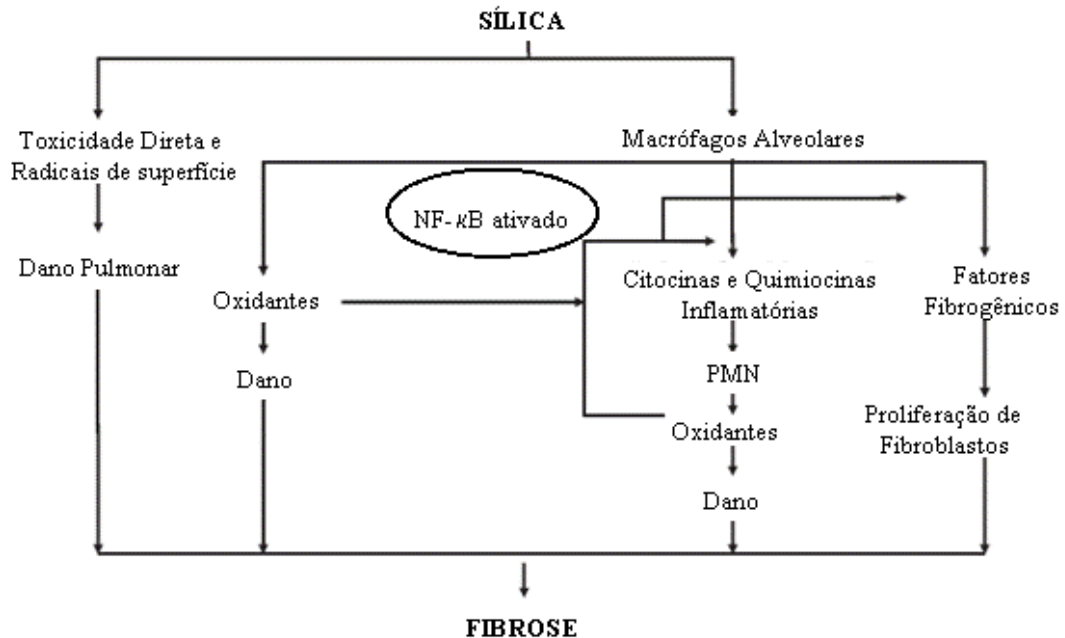 SÍLICA
Toxicidade Direta e
Radicais de superfície
Macrófagos Alveolares
NF-κB ativado
Dano Pulmonar
Oxidantes
Citocinas e Quimiocinas
Inflamatórias
Fatores
Fibrogênicos
Dano
PMN
Oxidantes
Proliferação de
Fibroblastos
Dano
FIBROSE